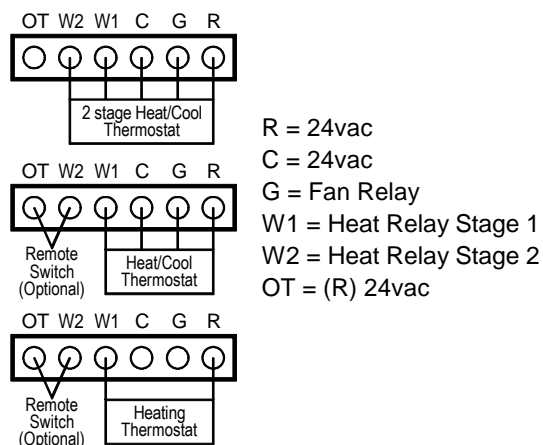 OT W2 W1 C G R
2 stage Heat/Cool
Thermostat
OT W2 W1 C G R
Remote
Switch
(Optional)
Heat/Cool
Thermostat
OT W2 W1 C G R
Remote
Switch
(Optional)
Heating
Thermostat
R = 24vac
C = 24vac
G = Fan Relay
W1 = Heat Relay Stage 1
W2 = Heat Relay Stage 2
OT = (R) 24vac